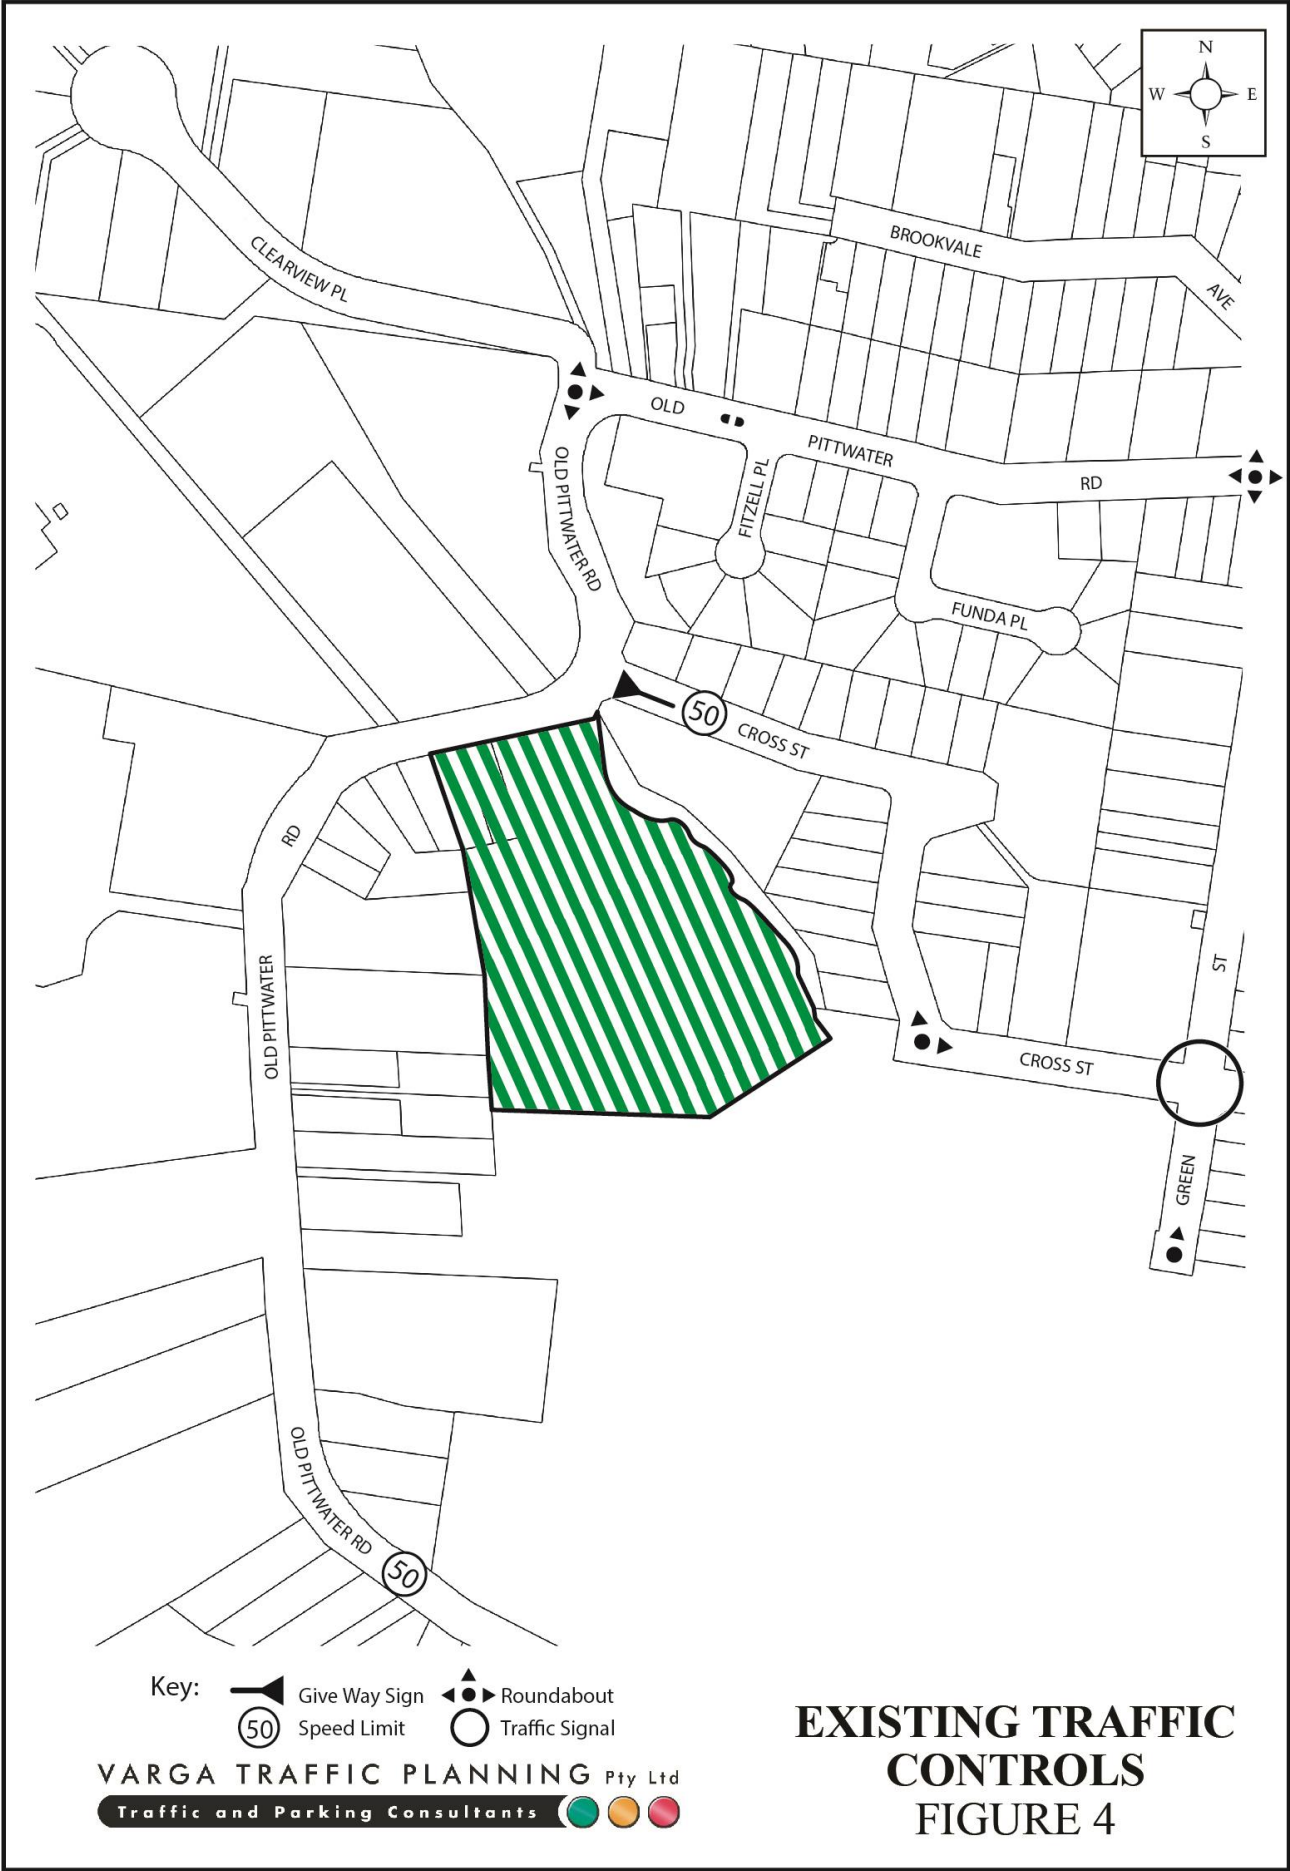 N
W E
S
BROOKVALE
AVE
CLEARVIEW PL
OLD
PITTWATER
RD
OLD PITTWATER RD
FITZELL PL
FUNDA PL
50
CROSS ST
RD
OLD PITTWATER
ST
CROSS ST
GREEN
OLD PITTWATER RD
50
Key:
Give Way Sign
Roundabout
50
Speed Limit
Traffic Signal
VARGA TRAFFIC PLANNING Pty Ltd
Traffic and Parking Consultants
EXISTING TRAFFIC
CONTROLS
FIGURE 4